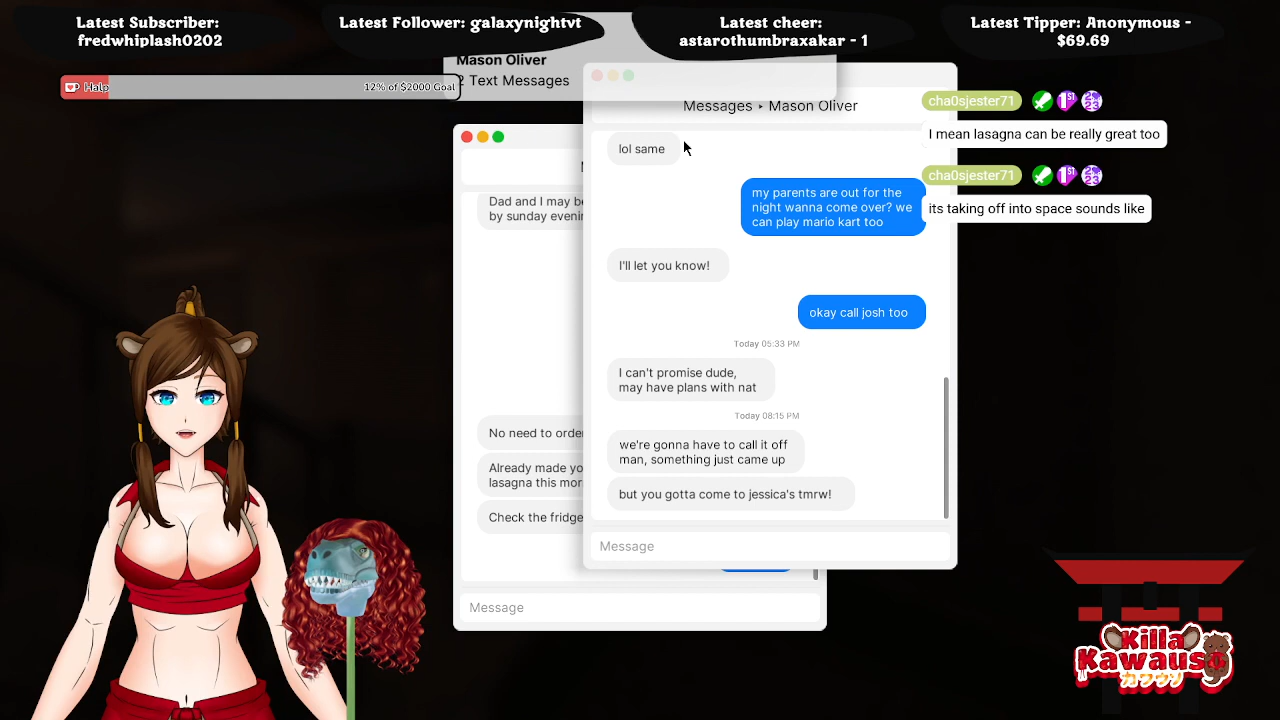 Latest Subscriber:
fredwhiplash0202
Latest Follower: galaxynightvt
Latest cheer:
astarothumbraxakar - 1
Latest Tipper: Anonymous -
$69.69
Halo
12% of $2000 Goal
Mason Oliver
2 Text Messages
Messages ‣ Mason Oliver
lol same
my parents are out for the
night wanna come over? we
can play mario kart too
I'll let you know!
okay call josh too
Today 05:33 PM
I can't promise dude,
may have plans with nat
Today 08:15 PM
we're gonna have to call it off
man, something just came up
but you gotta come to jessica's tmrw!
Message
Dad and I may be
by sunday
No need to
Already made
lasagna this
Check the fridge
Message
cha0sjester71
I mean lasagna can be really great too
cha0sjester71
its taking off into space sounds like
Killa
Kawauso
カワウソ